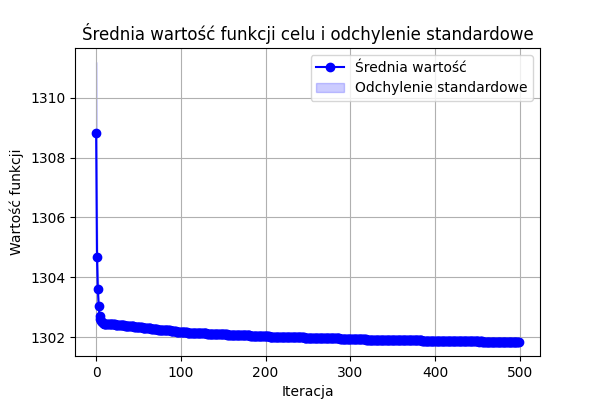 Średnia wartość funkcji celu i odchylenie standardowe
Średnia wartość
Odchylenie standardowe
Wartość funkcji
1310
1308
1306
1304
1302
0 100 200 300 400 500
Iteracja